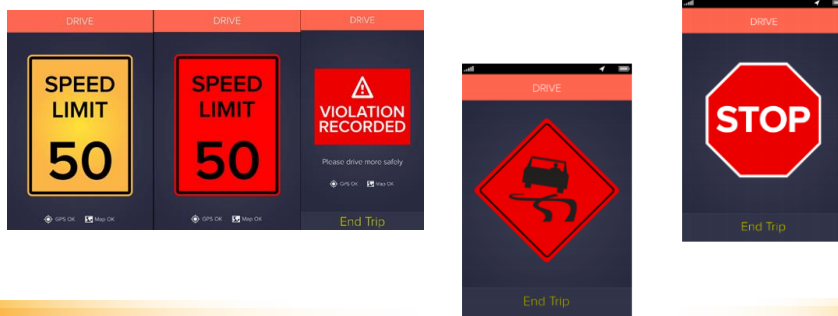 DRIVE
SPEED
LIMIT
50
GPS OK Map OK
DRIVE
SPEED
LIMIT
50
GPS OK Map OK
DRIVE
VIOLATION
RECORDED
Please drive more safely
GPS OK Map OK
End Trip
DRIVE
End Trip
DRIVE
STOP
End Trip